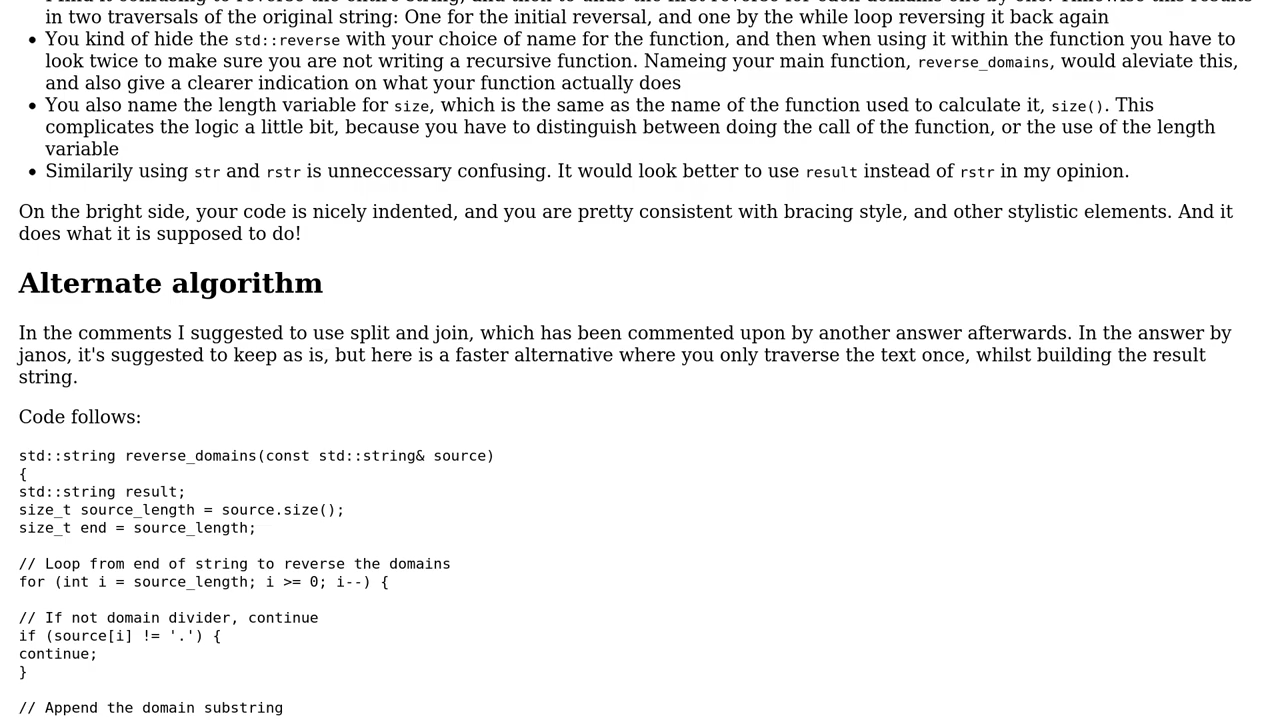 in two traversals of the original string: One for the initial reversal, and one by the while loop reversing it back again
• You kind of hide the std::reverse with your choice of name for the function, and then when using it within the function you have to
look twice to make sure you are not writing a recursive function. Nameing your main function, reverse_domains, would aleviate this,
and also give a clearer indication on what your function actually does
• You also name the length variable for size, which is the same as the name of the function used to calculate it, size(). This
complicates the logic a little bit, because you have to distinguish between doing the call of the function, or the use of the length
variable
• Similarily using str and rstr is unneccessary confusing. It would look better to use result instead of rstr in my opinion.
On the bright side, your code is nicely indented, and you are pretty consistent with bracing style, and other stylistic elements. And it
does what it is supposed to do!
Alternate algorithm
In the comments I suggested to use split and join, which has been commented upon by another answer afterwards. In the answer by
janos, it's suggested to keep as is, but here is a faster alternative where you only traverse the text once, whilst building the result
string.
Code follows:
std::string reverse_domains(const std::string& source)
{
std::string result;
size_t source_length = source.size();
size_t end = source_length;
// Loop from end of string to reverse the domains
for (int i = source_length; i >= 0; i--) {
// If not domain divider, continue
if (source[i] != '.') {
continue;
}
// Append the domain substring